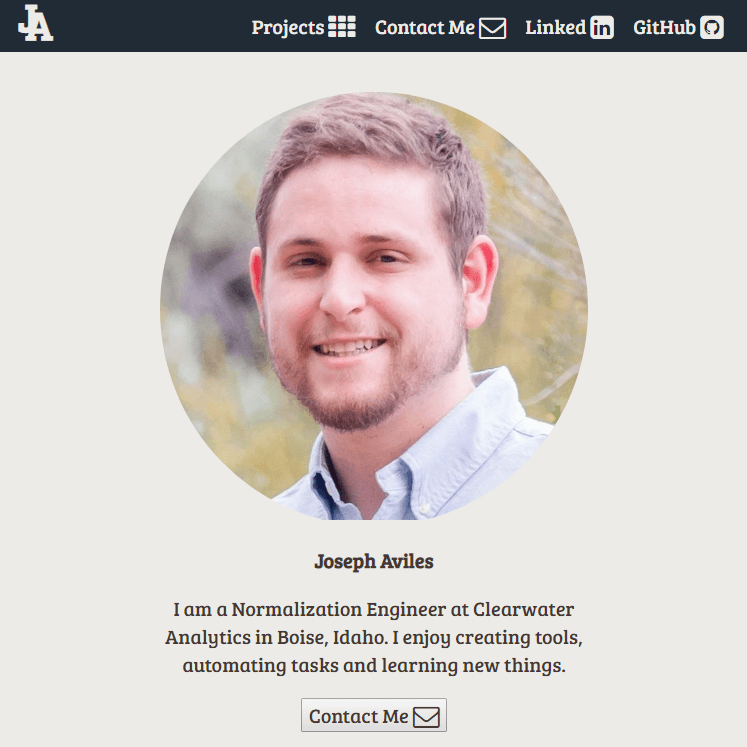 JA
Projects Contact Me Linked in GitHub
Joseph Aviles
I am a Normalization Engineer at Clearwater
Analytics in Boise, Idaho. I enjoy creating tools,
automating tasks and learning new things.
Contact Me